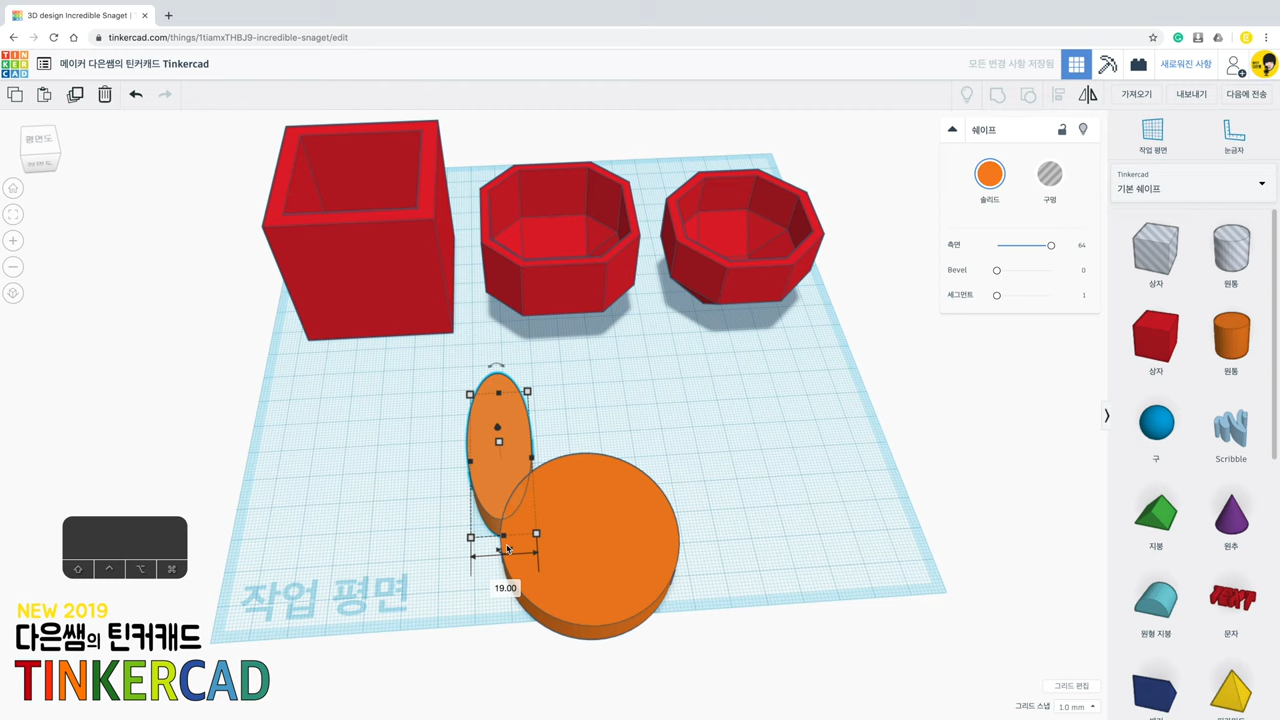 3D design Incredible Snaget |
tinkercad.com/things/1tiamxTHBJ9-incredible-snaget/edit
TIN
KER
CAD
메이커 다은쌤의 틴커캐드 Tinkercad
모든 변경 사항 저장됨
새로워진 사항
가져오기
내보내기
다음에 전송
평면도
쉐이프
솔리드
구멍
측면
64
Bevel
0
세그먼트
1
작업 평면
눈금자
Tinkercad
기본 쉐이프
상자
원통
상자
원통
구
Scribble
지붕
원추
원형 지붕
문자
TEXT
19.00
작업 평면
NEW 2019
다은쌤의 틴커캐드
TINKERCAD
그리드 편집
그리드 스냅
1.0 mm